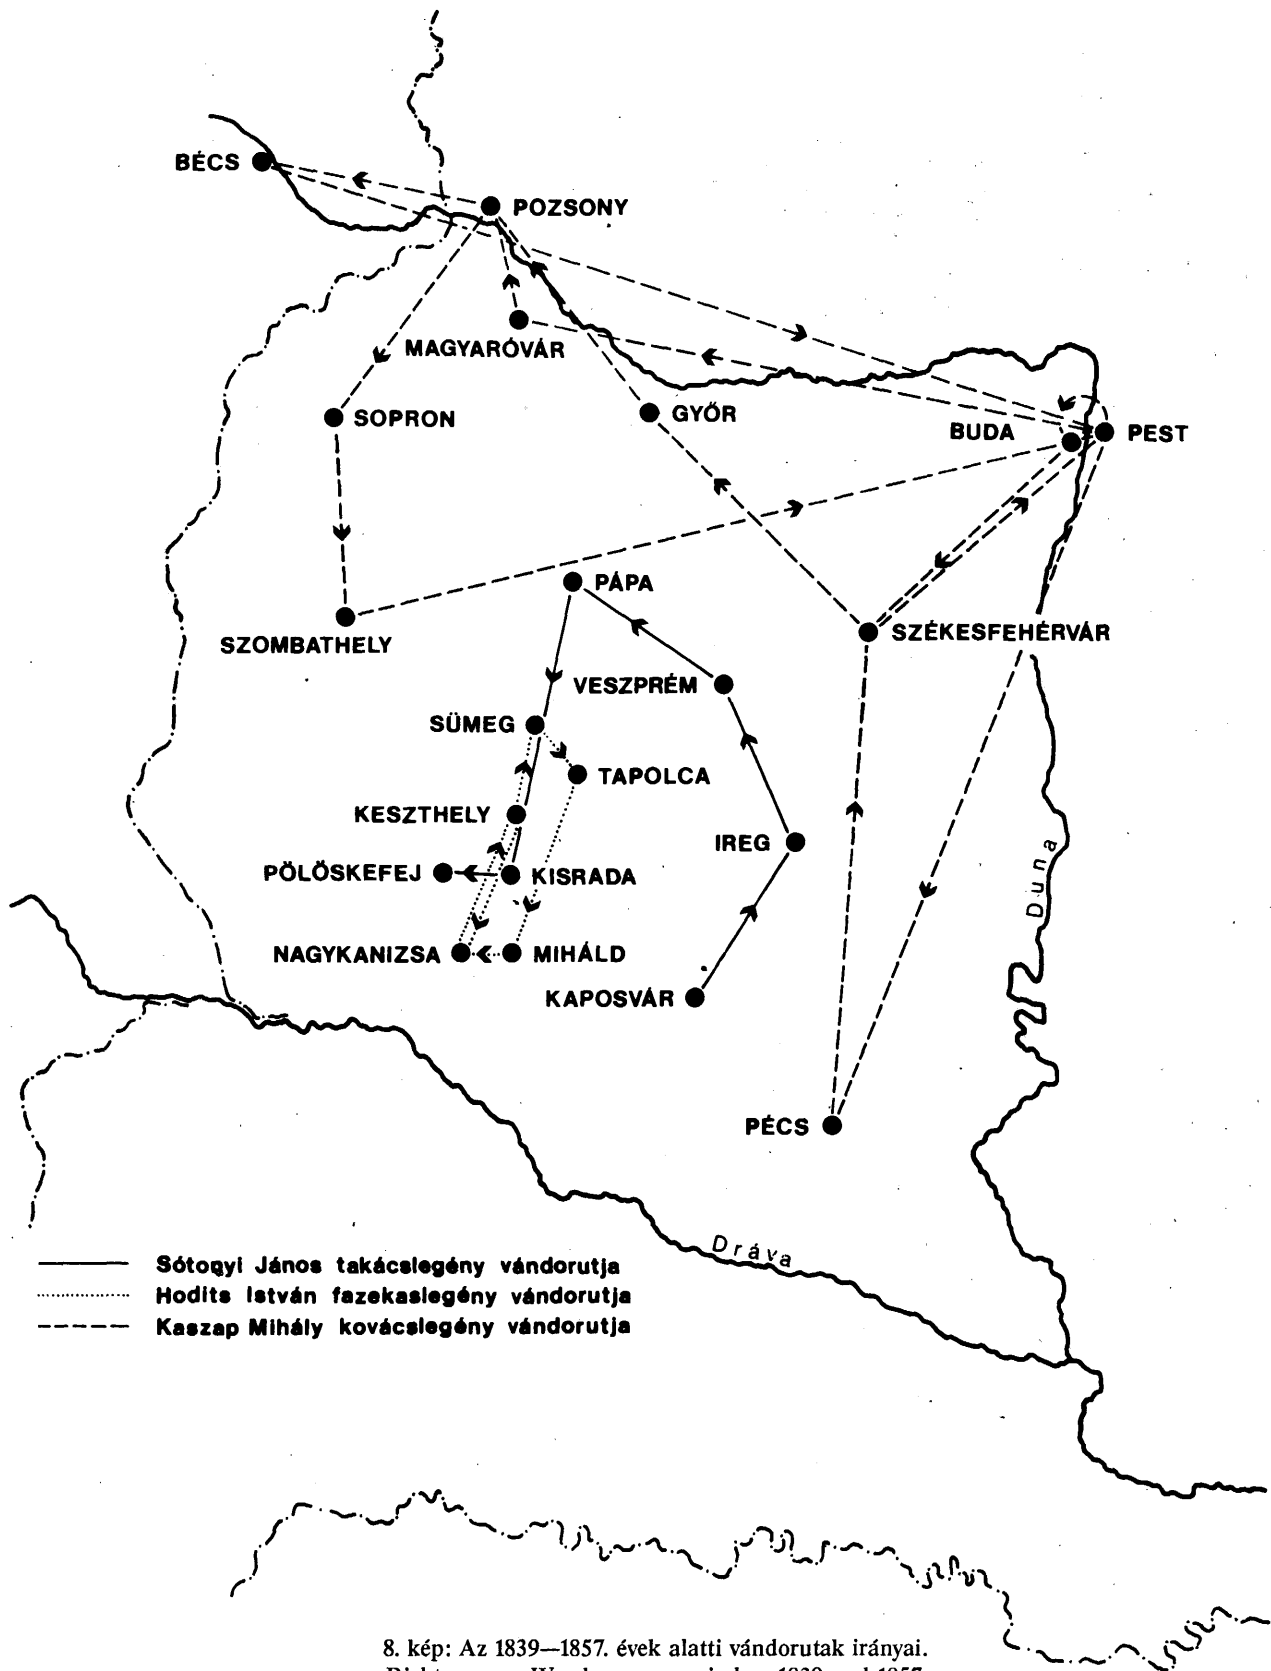 BÉCS
POZSONY
MAGYARÓVÁR
SOPRON
GYŐR
BUDA
PEST
PÁPA
SZOMBATHELY
SZÉKESFEHÉRVÁR
VESZPRÉM
SÜMEG
TAPOLCA
KESZTHELY
IREG
PÖLÖSKEFEJ
KISRADA
Duna
NAGYKANIZSA
MIHÁLD
KAPOSVÁR
PÉCS
Dráva
Sótonyi János takácslegény vándorutja
Hodits István fazekaslegény vándorutja
Kaszap Mihály kovácslegény vándorutja
8. kép: Az 1839—1857. évek alatti vándorutak irányai.